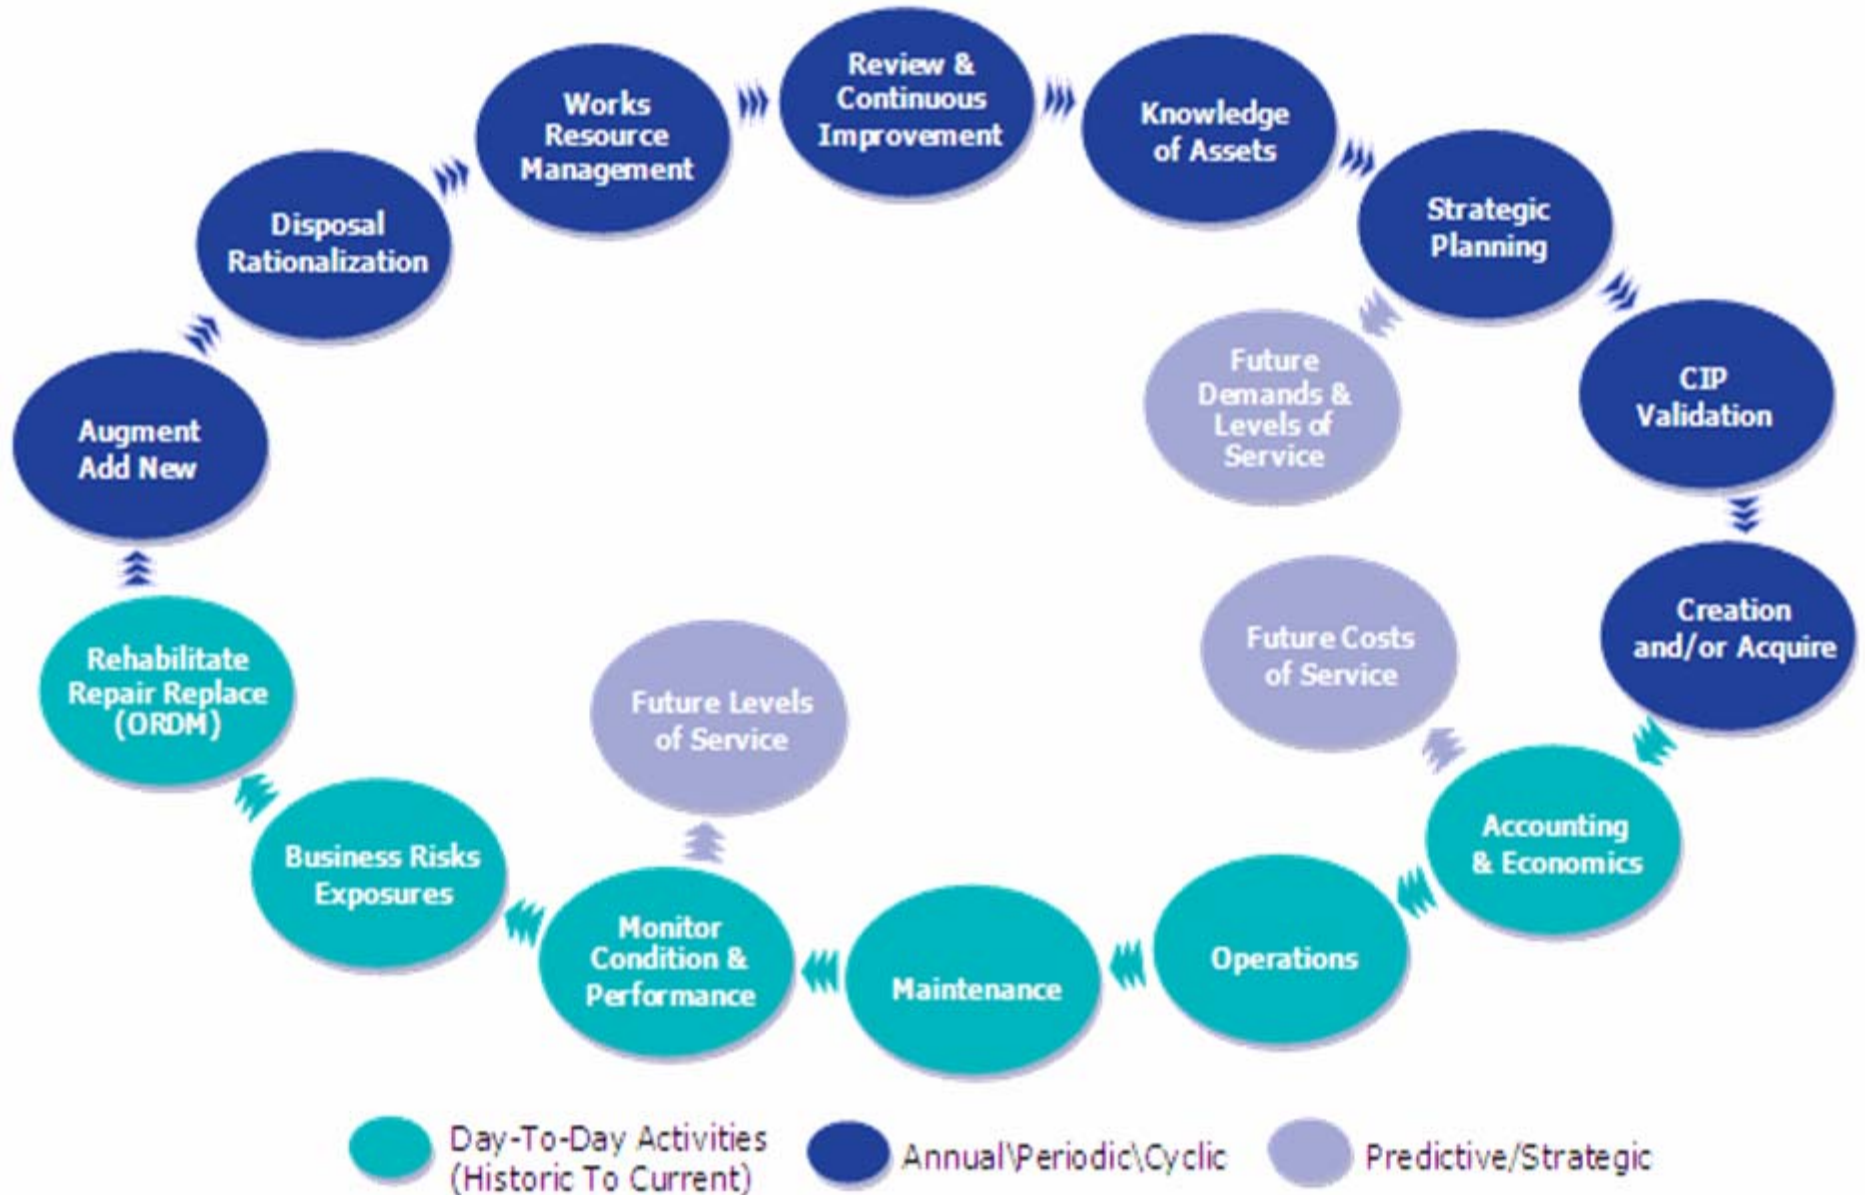 Review &
Continuous
Improvement
Knowledge
of Assets
Strategic
Planning
CIP
Validation
Creation
and/or Acquire
Accounting
& Economics
Operations
Maintenance
Monitor
Condition &
Performance
Business Risks
Exposures
Rehabilitate
Repair Replace
(ORDM)
Augment
Add New
Disposal
Rationalization
Works
Resource
Management
Future
Demands &
Levels of
Service
Future Costs
of Service
Future Levels
of Service
Day-To-Day Activities
(Historic To Current)
Annual\Periodic\Cyclic
Predictive/Strategic